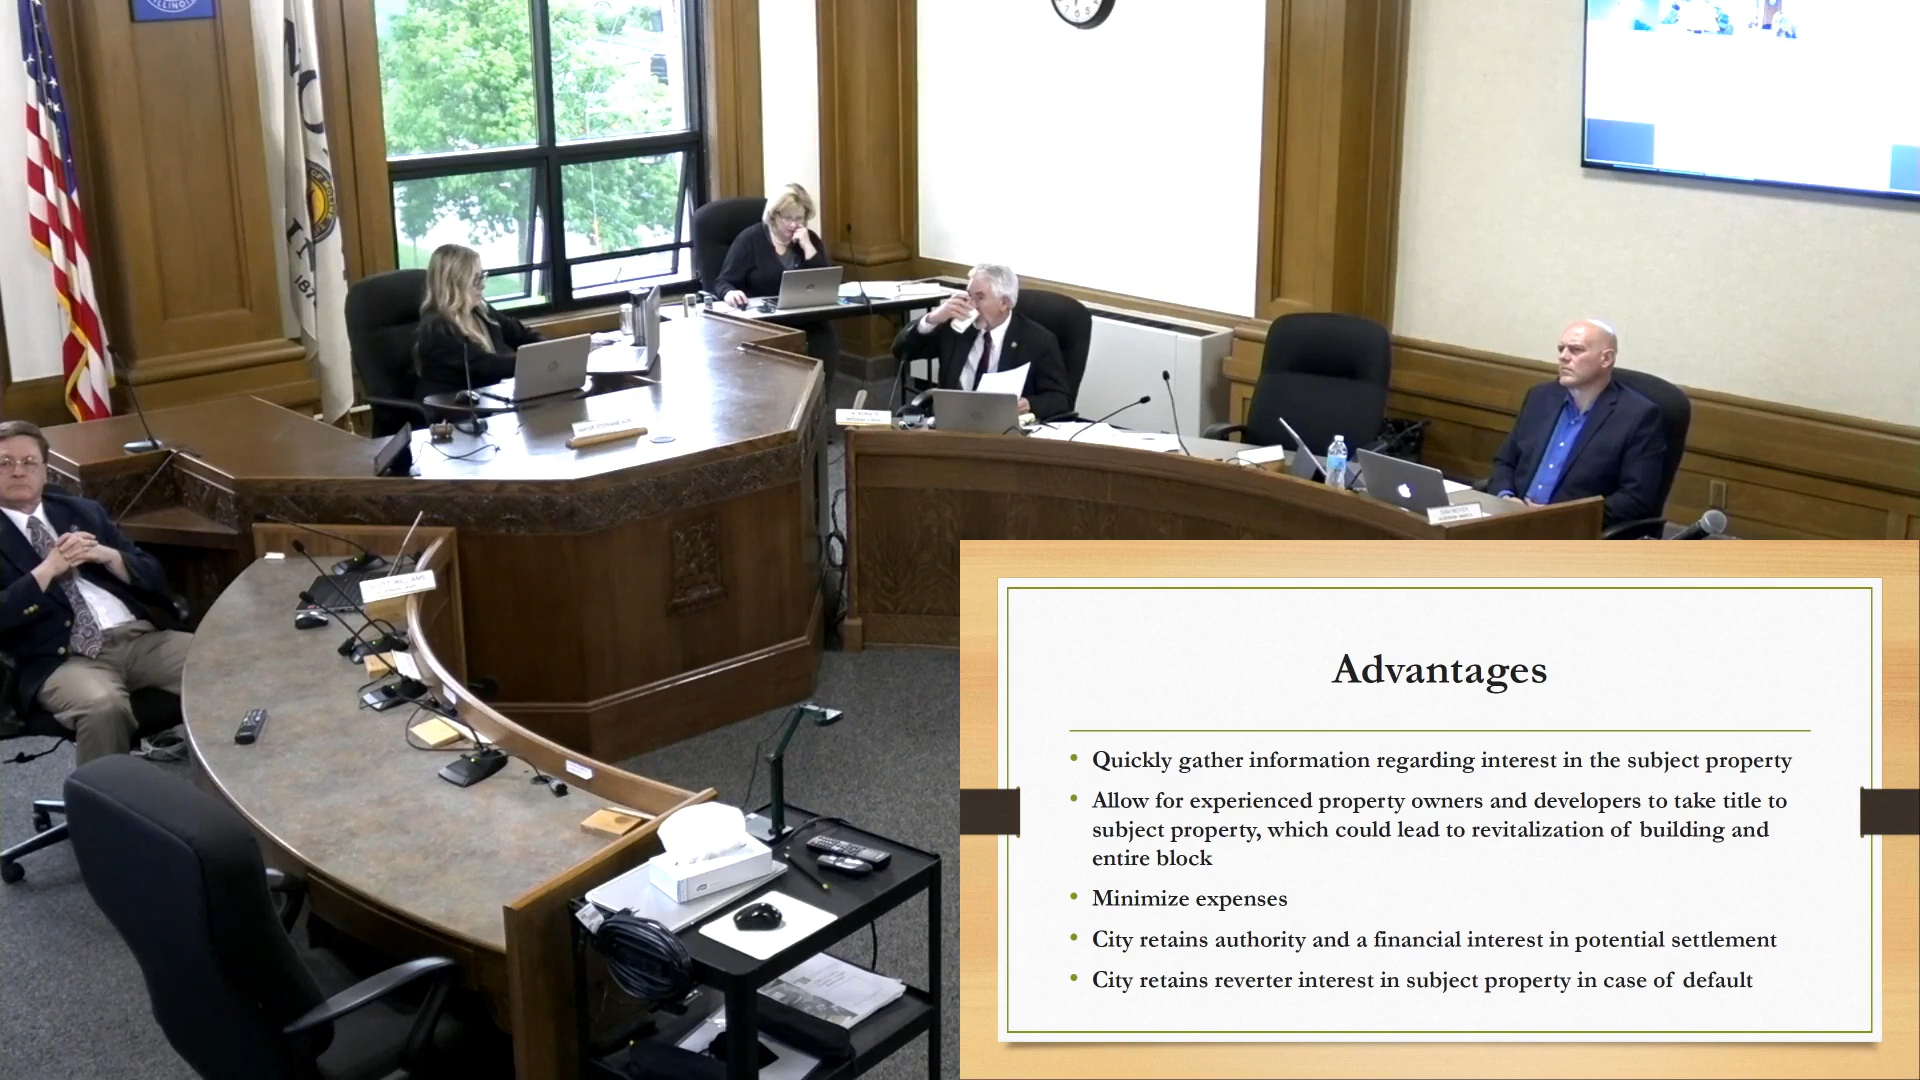 ILLINOIS
187
Advantages
• Quickly gather information regarding interest in the subject property
• Allow for experienced property owners and developers to take title to
subject property, which could lead to revitalization of building and
entire block
• Minimize expenses
• City retains authority and a financial interest in potential settlement
• City retains reverter interest in subject property in case of default